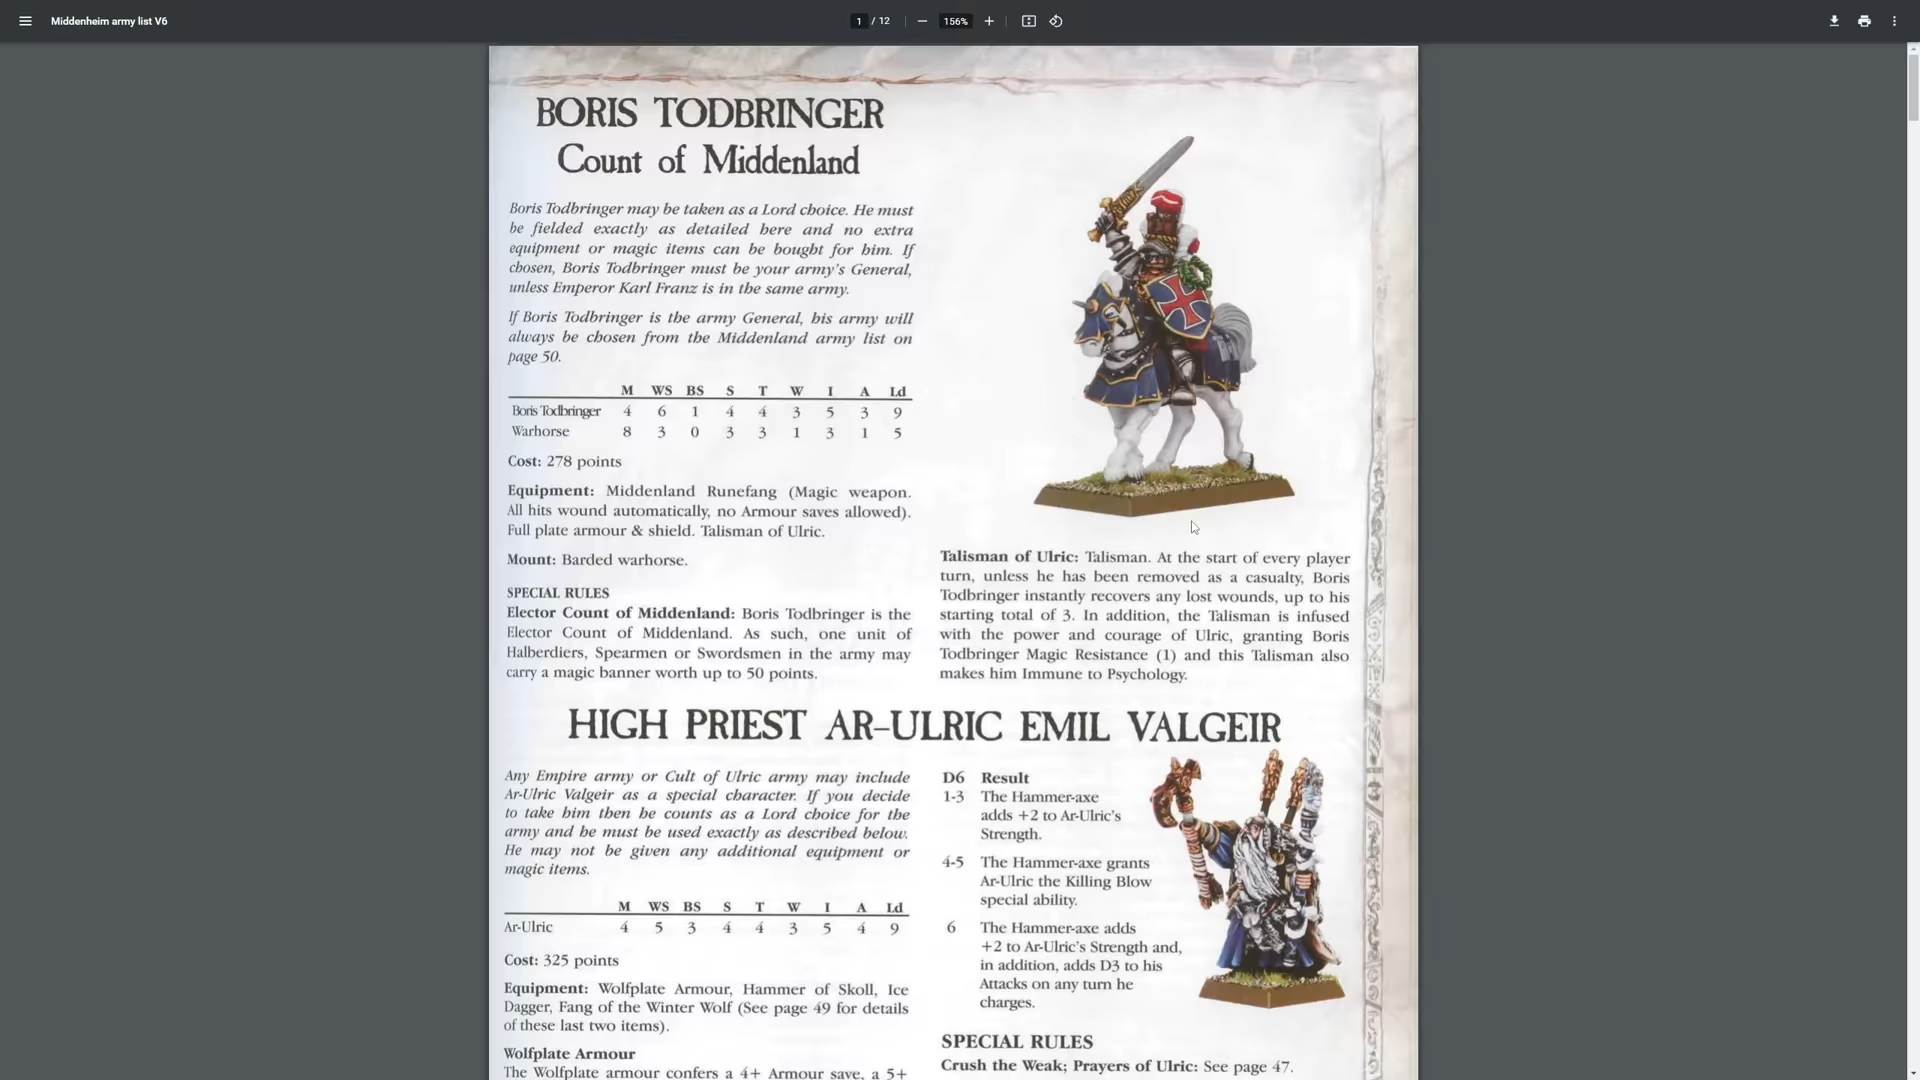 Middenheim army list V6
1 / 12
156%
BORIS TODBRINGER
Count of Middenland
Boris Todbringer may be taken as a Lord choice. He must
be fielded exactly as detailed here and no extra
equipment or magic items can be bought for him. If
chosen, Boris Todbringer must be your army's General,
unless Emperor Karl Franz is in the same army.
If Boris Todbringer is the army General, his army will
always be chosen from the Middenland army list on
page 50.
M WS BS S T W I A Ld
Boris Todbringer 4 6 1 4 4 3 5 3 9
Warhorse 8 3 0 3 3 1 3 1 5
Cost: 278 points
Equipment: Middenland Runefang (Magic weapon.
All hits wound automatically, no Armour saves allowed).
Full plate armour & shield. Talisman of Ulric.
Mount: Barded warhorse.
SPECIAL RULES
Elector Count of Middenland: Boris Todbringer is the
Elector Count of Middenland. As such, one unit of
Halberdiers, Spearmen or Swordsmen in the army may
carry a magic banner worth up to 50 points.
Talisman of Ulric: Talisman. At the start of every player
turn, unless he has been removed as a casualty, Boris
Todbringer instantly recovers any lost wounds, up to his
starting total of 3. In addition, the Talisman is infused
with the power and courage of Ulric, granting Boris
Todbringer Magic Resistance (1) and this Talisman also
makes him Immune to Psychology.
HIGH PRIEST AR-ULRIC EMIL VALGEIR
Any Empire army or Cult of Ulric army may include
Ar-Ulric Valgeir as a special character. If you decide
to take him then he counts as a Lord choice for the
army and he must be used exactly as described below.
He may not be given any additional equipment or
magic items.
M WS BS S T W I A Ld
Ar-Ulric 4 5 3 4 4 3 5 4 9
Cost: 325 points
Equipment: Wolfplate Armour, Hammer of Skoll, Ice
Dagger, Fang of the Winter Wolf (See page 49 for details
of these last two items).
Wolfplate Armour
The Wolfplate armour confers a 4+ Armour save, a 5+
D6 Result
1-3 The Hammer-axe
adds +2 to Ar-Ulric's
Strength.
4-5 The Hammer-axe grants
Ar-Ulric the Killing Blow
special ability.
6 The Hammer-axe adds
+2 to Ar-Ulric's Strength and,
in addition, adds D3 to his
Attacks on any turn he
charges.
SPECIAL RULES
Crush the Weak; Prayers of Ulric: See page 47.